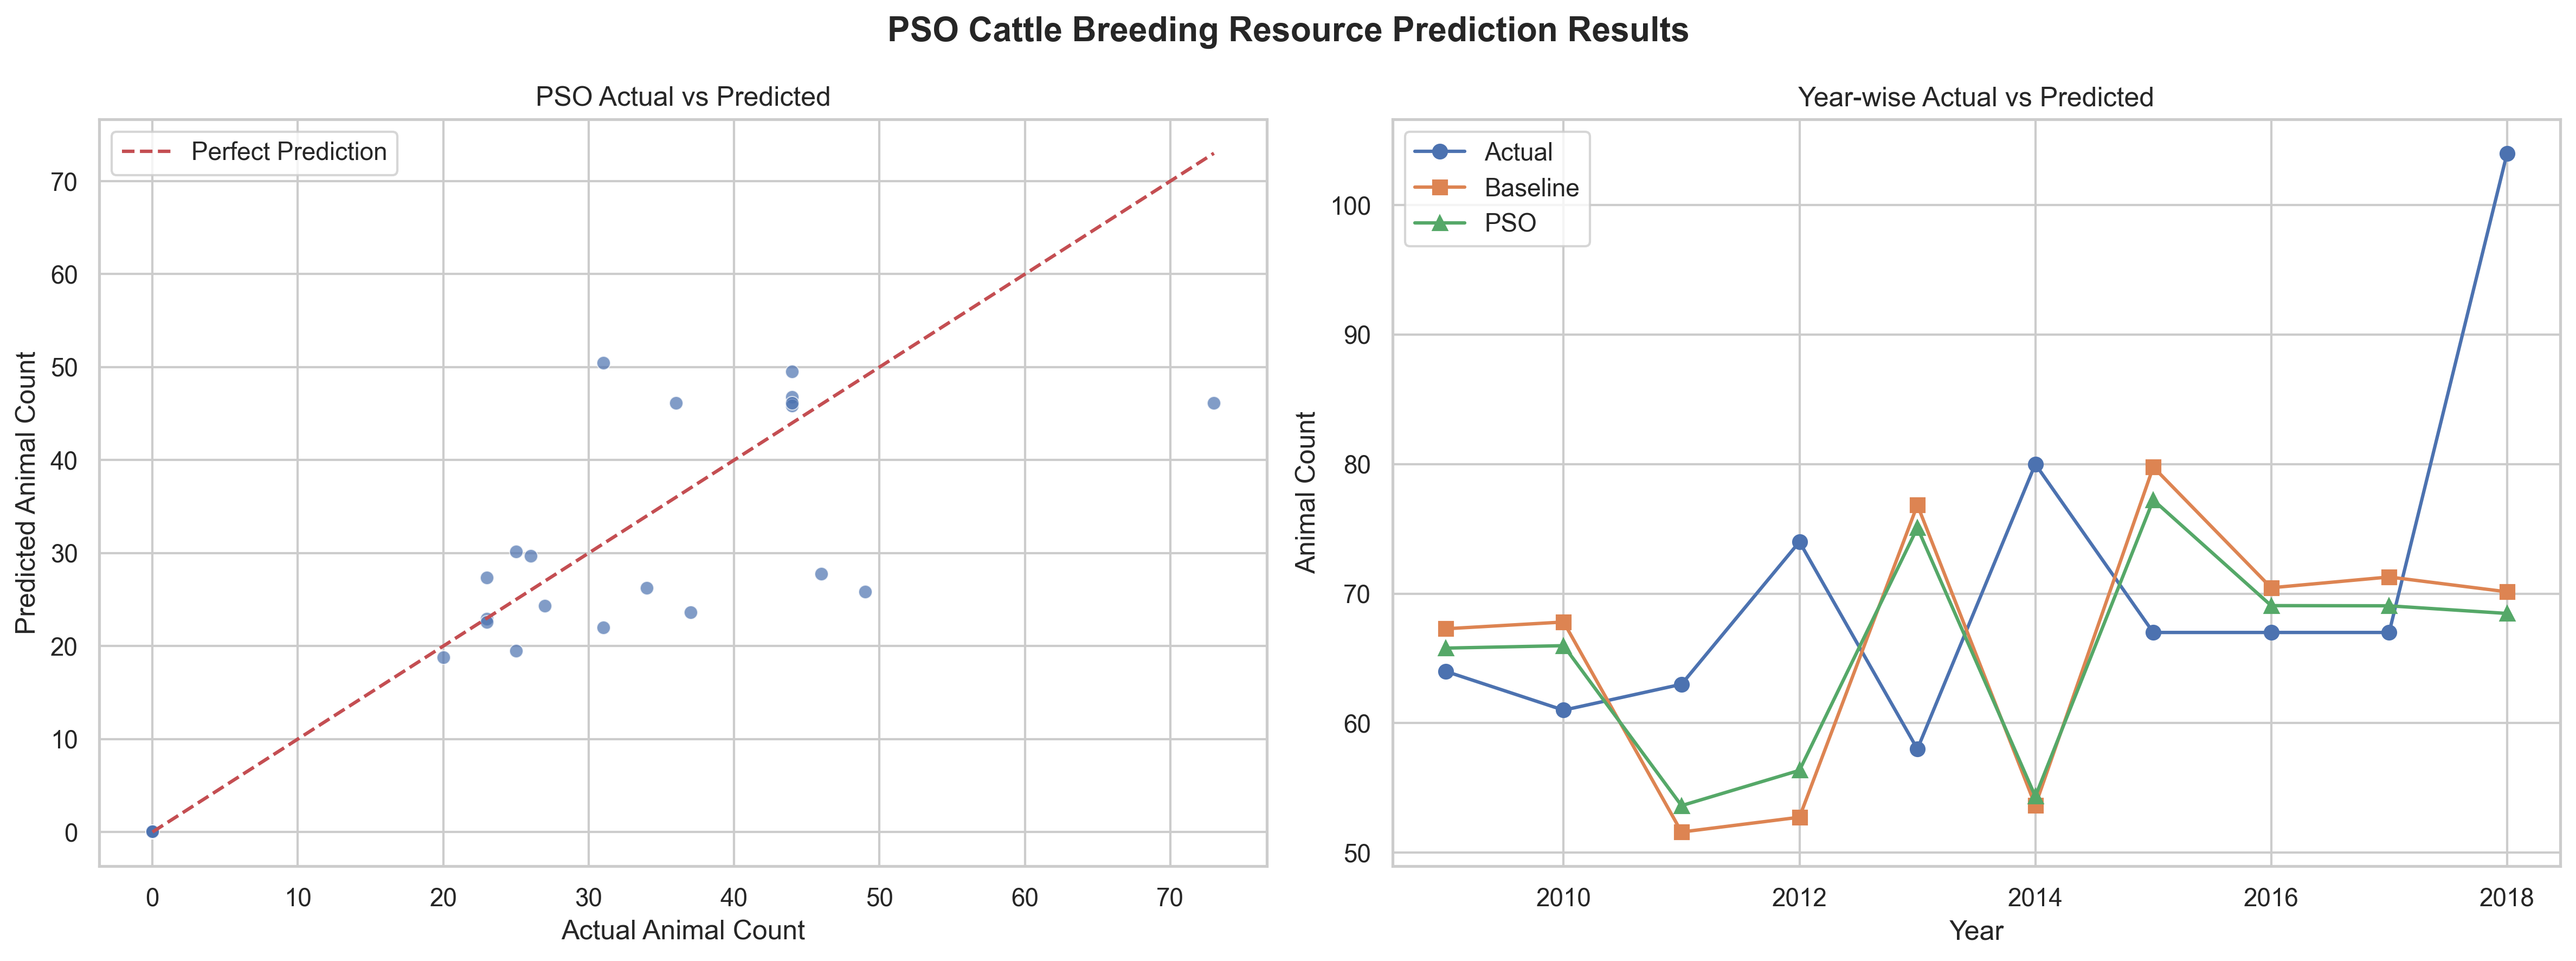 PSO Cattle Breeding Resource Prediction Results
PSO Actual vs Predicted
Perfect Prediction
70
60
50
40
30
20
10
0
Predicted Animal Count
0 10 20 30 40 50 60 70
Actual Animal Count
Year-wise Actual vs Predicted
Actual
Baseline
PSO
100
90
80
70
60
50
Animal Count
2010 2012 2014 2016 2018
Year